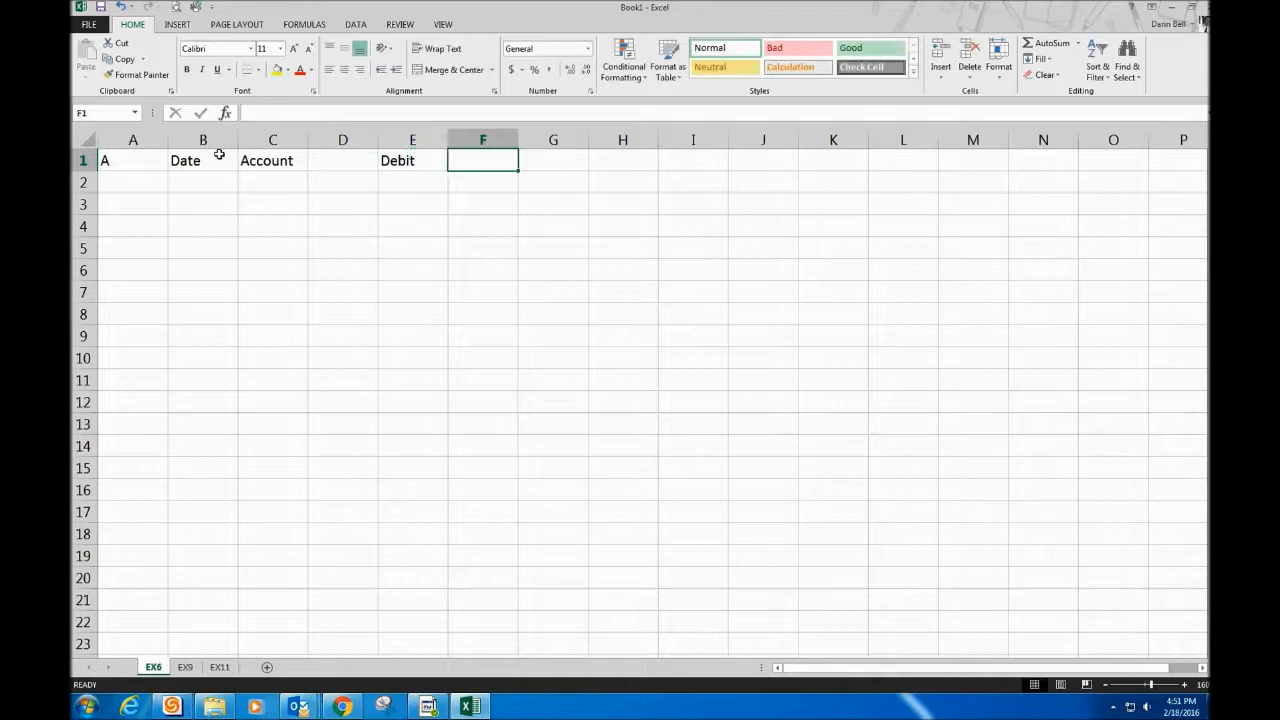 Book1 - Excel
FILE HOME INSERT PAGE LAYOUT FORMULAS DATA REVIEW VIEW Darin Bell
Cut Calibri 11 Wrap Text General Normal Bad Good AutoSum
Copy Fill
Paste Format Painter B U Merge & Center $ % Conditional Formatting Format as Table Neutral Calculation Check Cell Insert Delete Format Clear Sort & Filter Find & Select
Clipboard Font Alignment Number Styles Cells Editing
F1 fx
A B C D E F G H I J K L M N O P
1 A Date Account Debit
2
3
4
5
6
7
8
9
10
11
12
13
14
15
16
17
18
19
20
21
22
23
EX6 EX9 EX11
READY 160
4:51 PM
2/18/2016